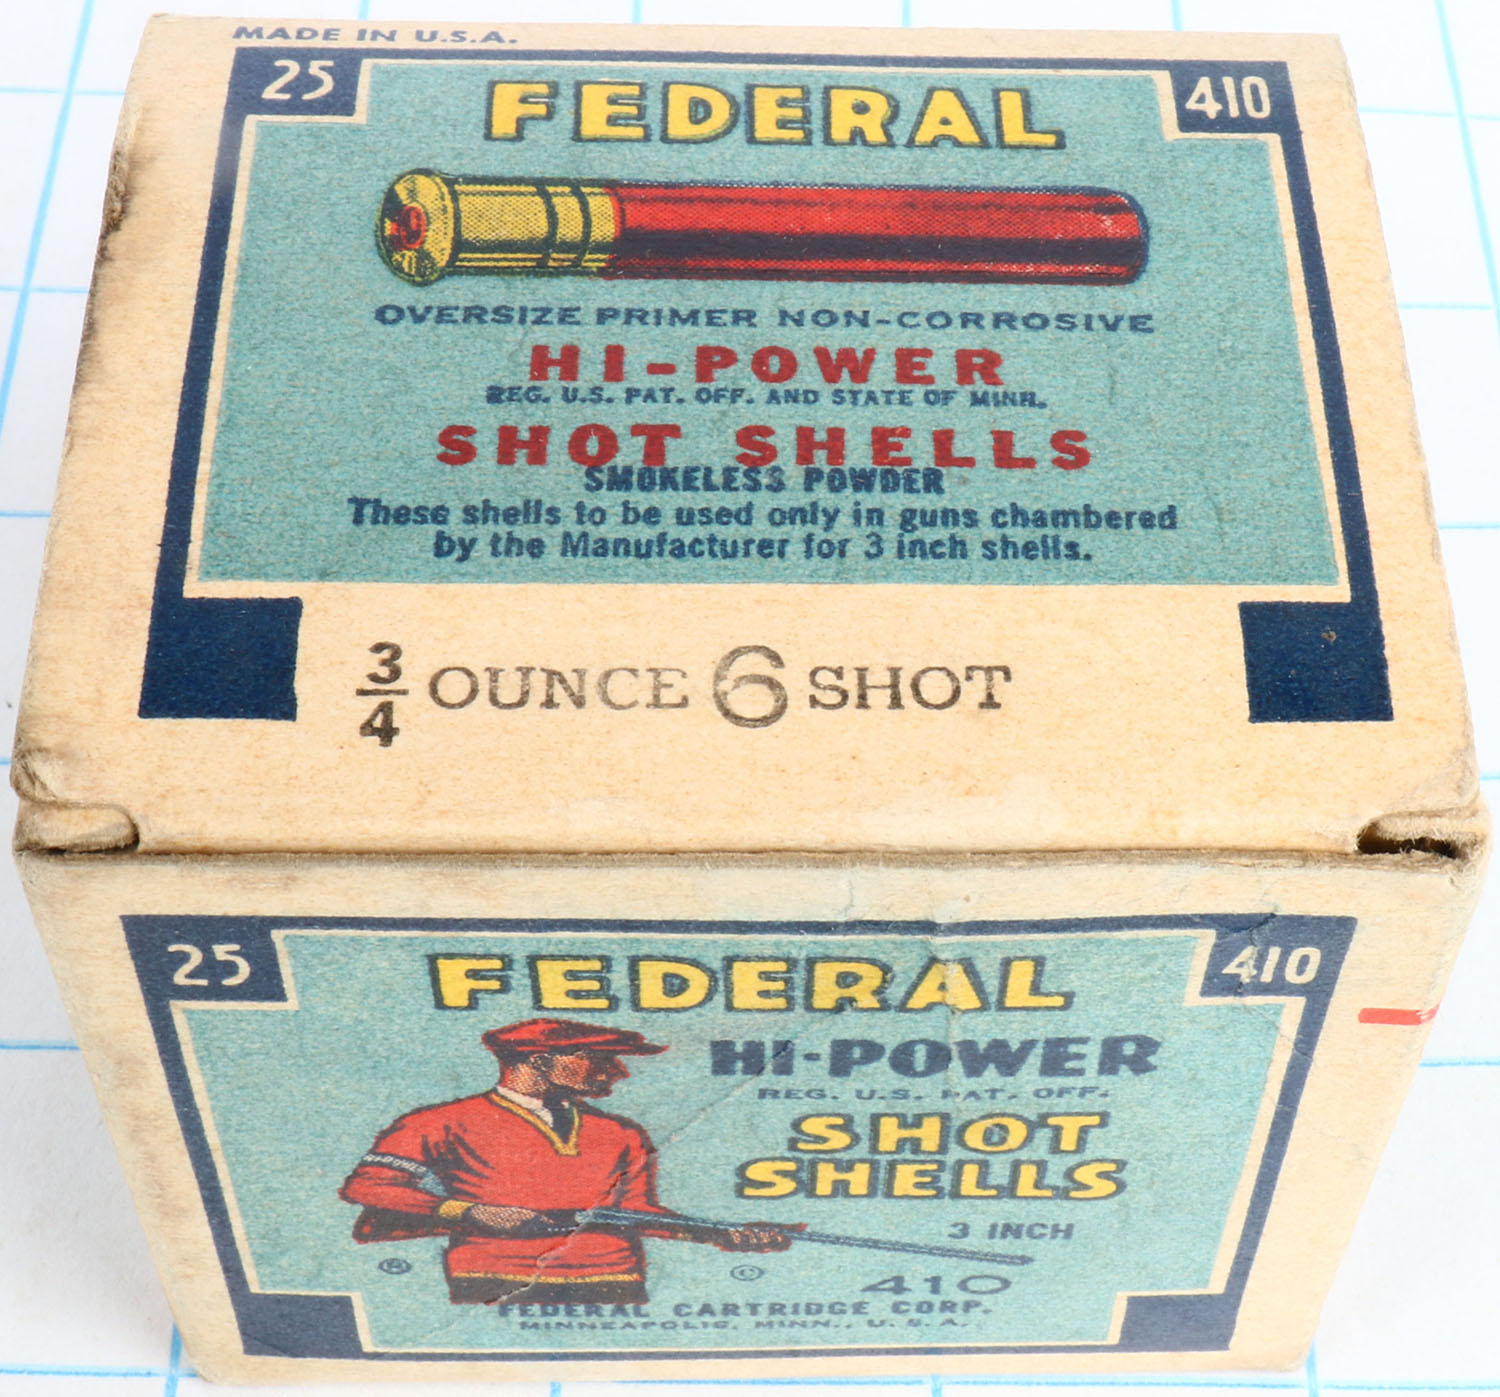 MADE IN U.S.A.
25 FEDERAL 410
OVERSIZE PRIMER NON-CORROSIVE
HI-POWER
REG. U.S. PAT. OFF. AND STATE OF MINN.
SHOT SHELLS
SMOKELESS POWDER
These shells to be used only in guns chambered
by the Manufacturer for 3 inch shells.
3/4 OUNCE 6 SHOT
25 FEDERAL 410
HI-POWER
REG. U.S. PAT. OFF.
SHOT
SHELLS
3 INCH
410
® ©
FEDERAL CARTRIDGE CORP.
MINNEAPOLIS, MINN., U.S.A.